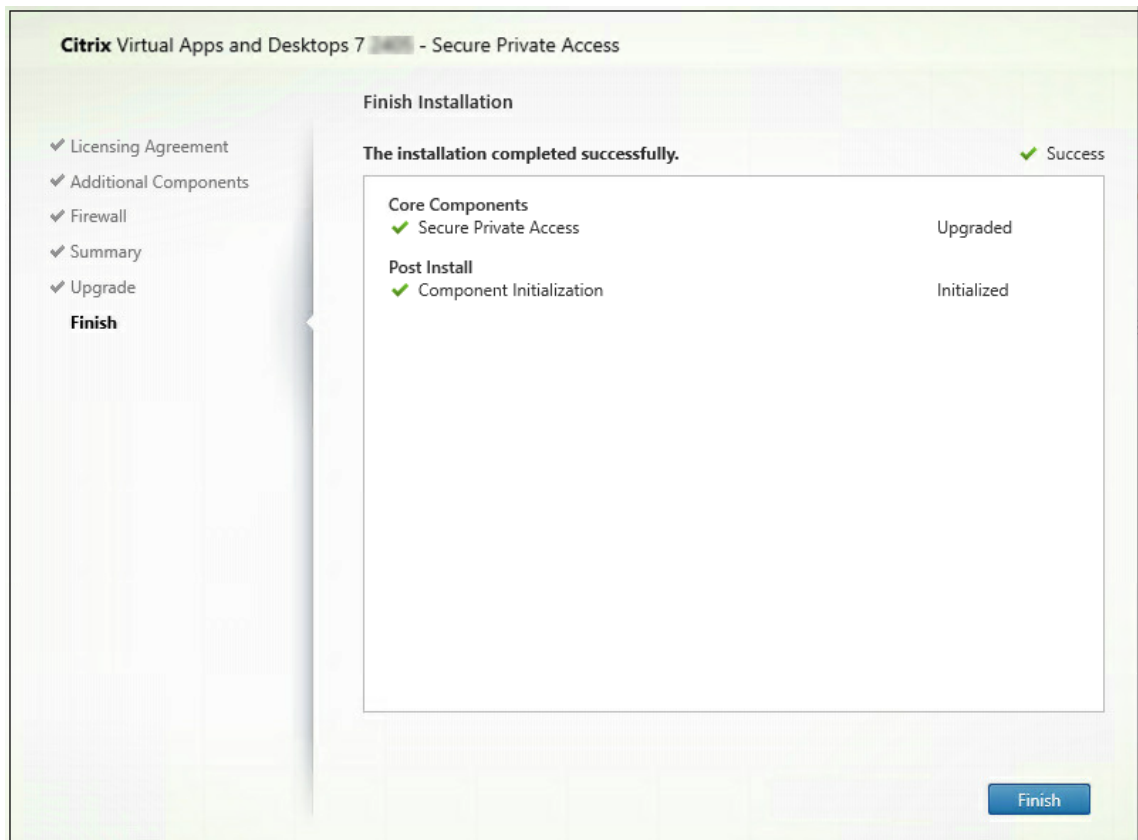 Citrix Virtual Apps and Desktops 7 - Secure Private Access
Finish Installation
Licensing Agreement
Additional Components
Firewall
Summary
Upgrade
Finish
The installation completed successfully.
Success
Core Components
Secure Private Access Upgraded
Post Install
Component Initialization Initialized
Finish